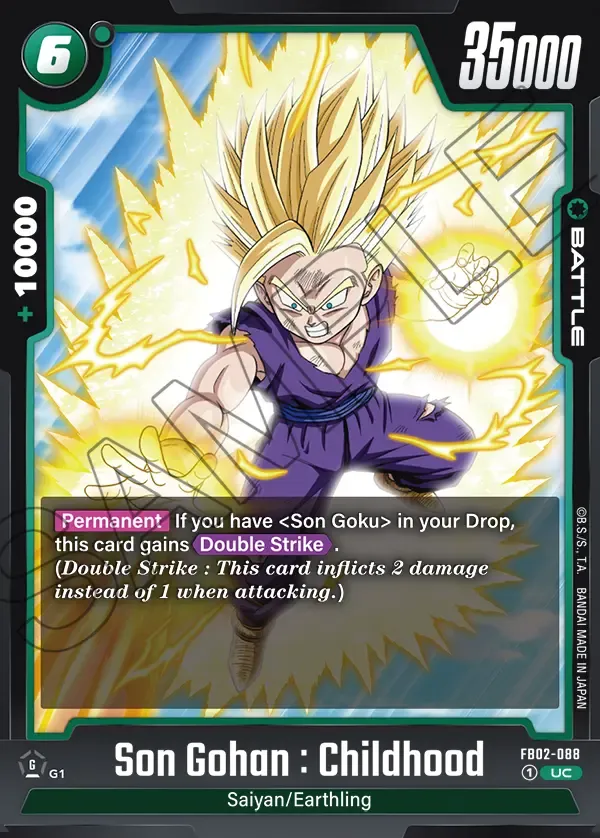 6
35000
+10000
BATTLE
SAMPLE
Permanent If you have <Son Goku> in your Drop,
this card gains Double Strike .
(Double Strike : This card inflicts 2 damage
instead of 1 when attacking.)
©B.S./S., T.A. BANDAI MADE IN JAPAN
G G1
Son Gohan : Childhood
FB02-088
1 UC
Saiyan/Earthling